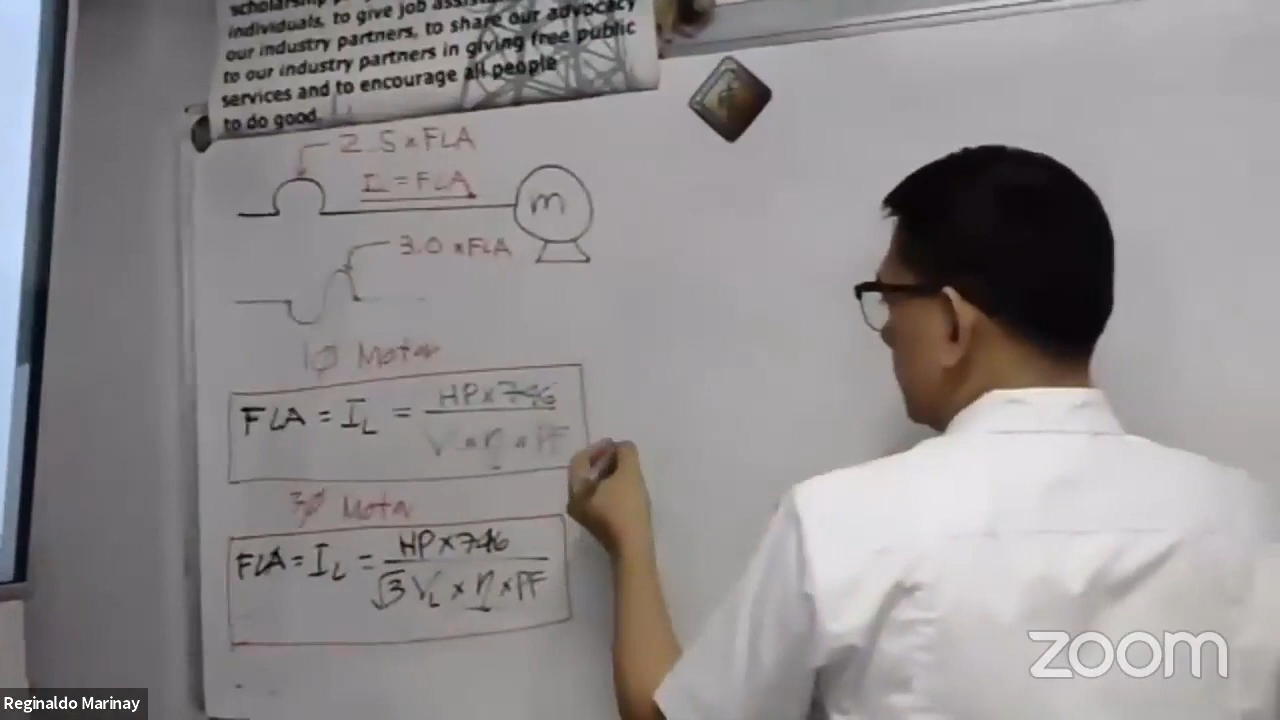 individuals, to give job
our industry partners, to share our advocacy
to our industry partners in giving free public
services and to encourage all people
to do good.
2.5 x FLA
IL = FLA
m
3.0 x FLA
1Ø Motor
FLA = IL = HP x 746
V x η x PF
3Ø Motor
FLA = IL = HP x 746
√3 VL x η x PF
zoom
Reginaldo Marinay